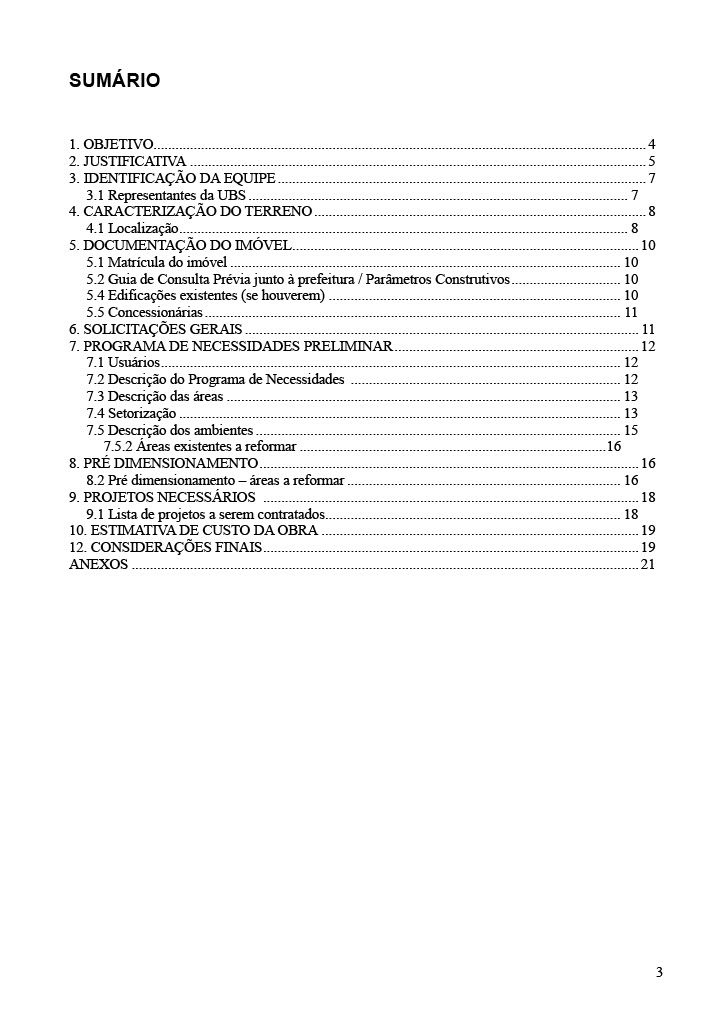 SUMÁRIO
1. OBJETIVO 4
2. JUSTIFICATIVA 5
3. IDENTIFICAÇÃO DA EQUIPE 7
3.1 Representantes da UBS 7
4. CARACTERIZAÇÃO DO TERRENO 8
4.1 Localização 8
5. DOCUMENTAÇÃO DO IMÓVEL 10
5.1 Matrícula do imóvel 10
5.2 Guia de Consulta Prévia junto à prefeitura / Parâmetros Construtivos 10
5.4 Edificações existentes (se houverem) 10
5.5 Concessionárias 11
6. SOLICITAÇÕES GERAIS 11
7. PROGRAMA DE NECESSIDADES PRELIMINAR 12
7.1 Usuários 12
7.2 Descrição do Programa de Necessidades 12
7.3 Descrição das áreas 13
7.4 Setorização 13
7.5 Descrição dos ambientes 15
7.5.2 Áreas existentes a reformar 16
8. PRÉ DIMENSIONAMENTO 16
8.2 Pré dimensionamento – áreas a reformar 16
9. PROJETOS NECESSÁRIOS 18
9.1 Lista de projetos a serem contratados 18
10. ESTIMATIVA DE CUSTO DA OBRA 19
12. CONSIDERAÇÕES FINAIS 19
ANEXOS 21
3